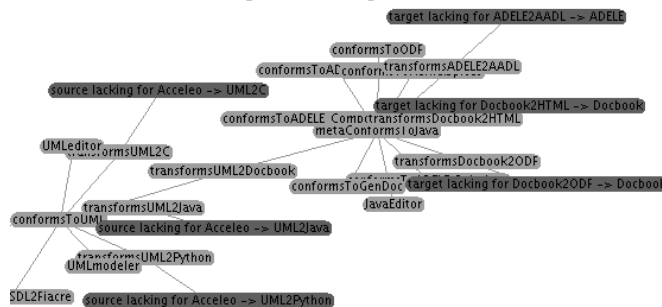 target lacking for ADELE2AADL -> ADELE
conformsToODF
transformsADELE2AADL
conformsToAD
source lacking for Acceleo -> UML2C
target lacking for Docbook2HTML -> Docbook
conformsToADELE
transformsDocbook2HTML
metaConformsToJava
UMLeditor
transformsUML2C
transformsDocbook2ODF
transformsUML2Docbook
conformsToGenDoc
target lacking for Docbook2ODF -> Docbook
JavaEditor
transformsUML2Java
conformsToUML
source lacking for Acceleo -> UML2Java
transformsUML2Python
UMLmodeler
SDL2Fiacre
source lacking for Acceleo -> UML2Python